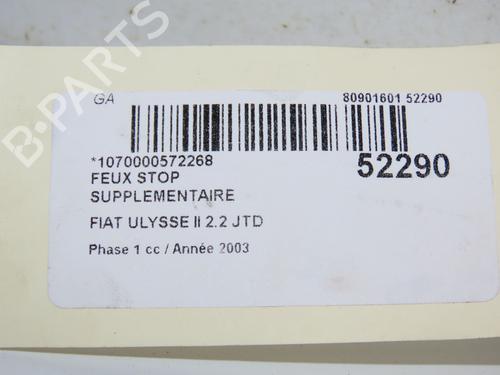 GA
80901601 52290
*1070000572268
52290
FEUX STOP
SUPPLEMENTAIRE
FIAT ULYSSE II 2.2 JTD
Phase 1 cc / Année 2003
B-PARTS